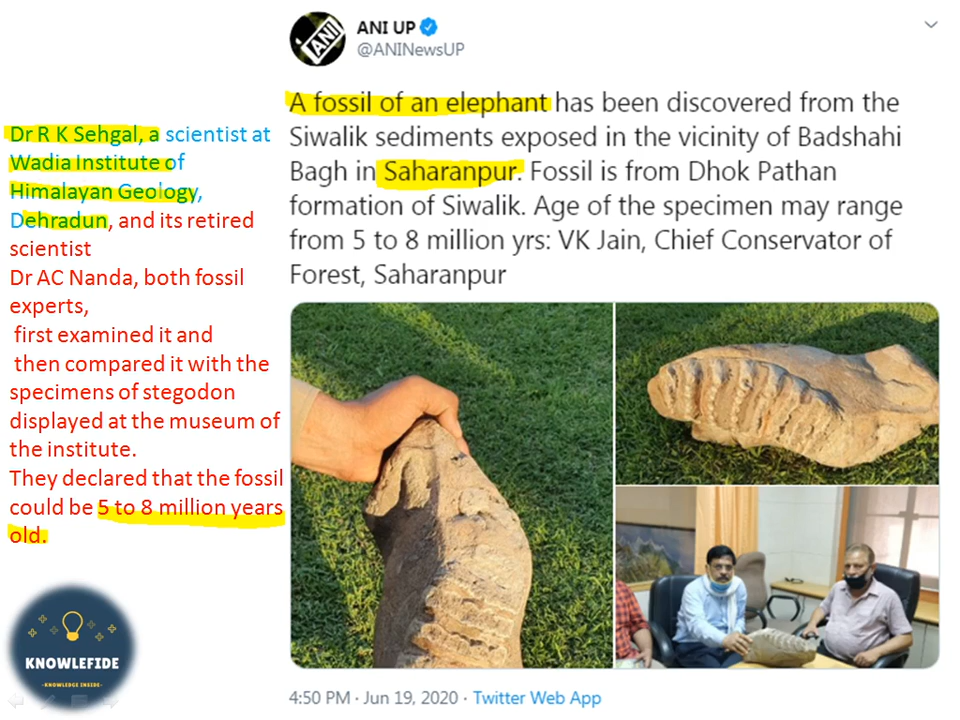 Dr R K Sehgal, a scientist at
Wadia Institute of
Himalayan Geology,
Dehradun, and its retired
scientist
Dr AC Nanda, both fossil
experts,
first examined it and
then compared it with the
specimens of stegodon
displayed at the museum of
the institute.
They declared that the fossil
could be 5 to 8 million years
old.
KNOWLEFIDE
-KNOWLEDGE INSIDE-
ANI
ANI UP
@ANINewsUP
A fossil of an elephant has been discovered from the
Siwalik sediments exposed in the vicinity of Badshahi
Bagh in Saharanpur. Fossil is from Dhok Pathan
formation of Siwalik. Age of the specimen may range
from 5 to 8 million yrs: VK Jain, Chief Conservator of
Forest, Saharanpur
4:50 PM · Jun 19, 2020 · Twitter Web App